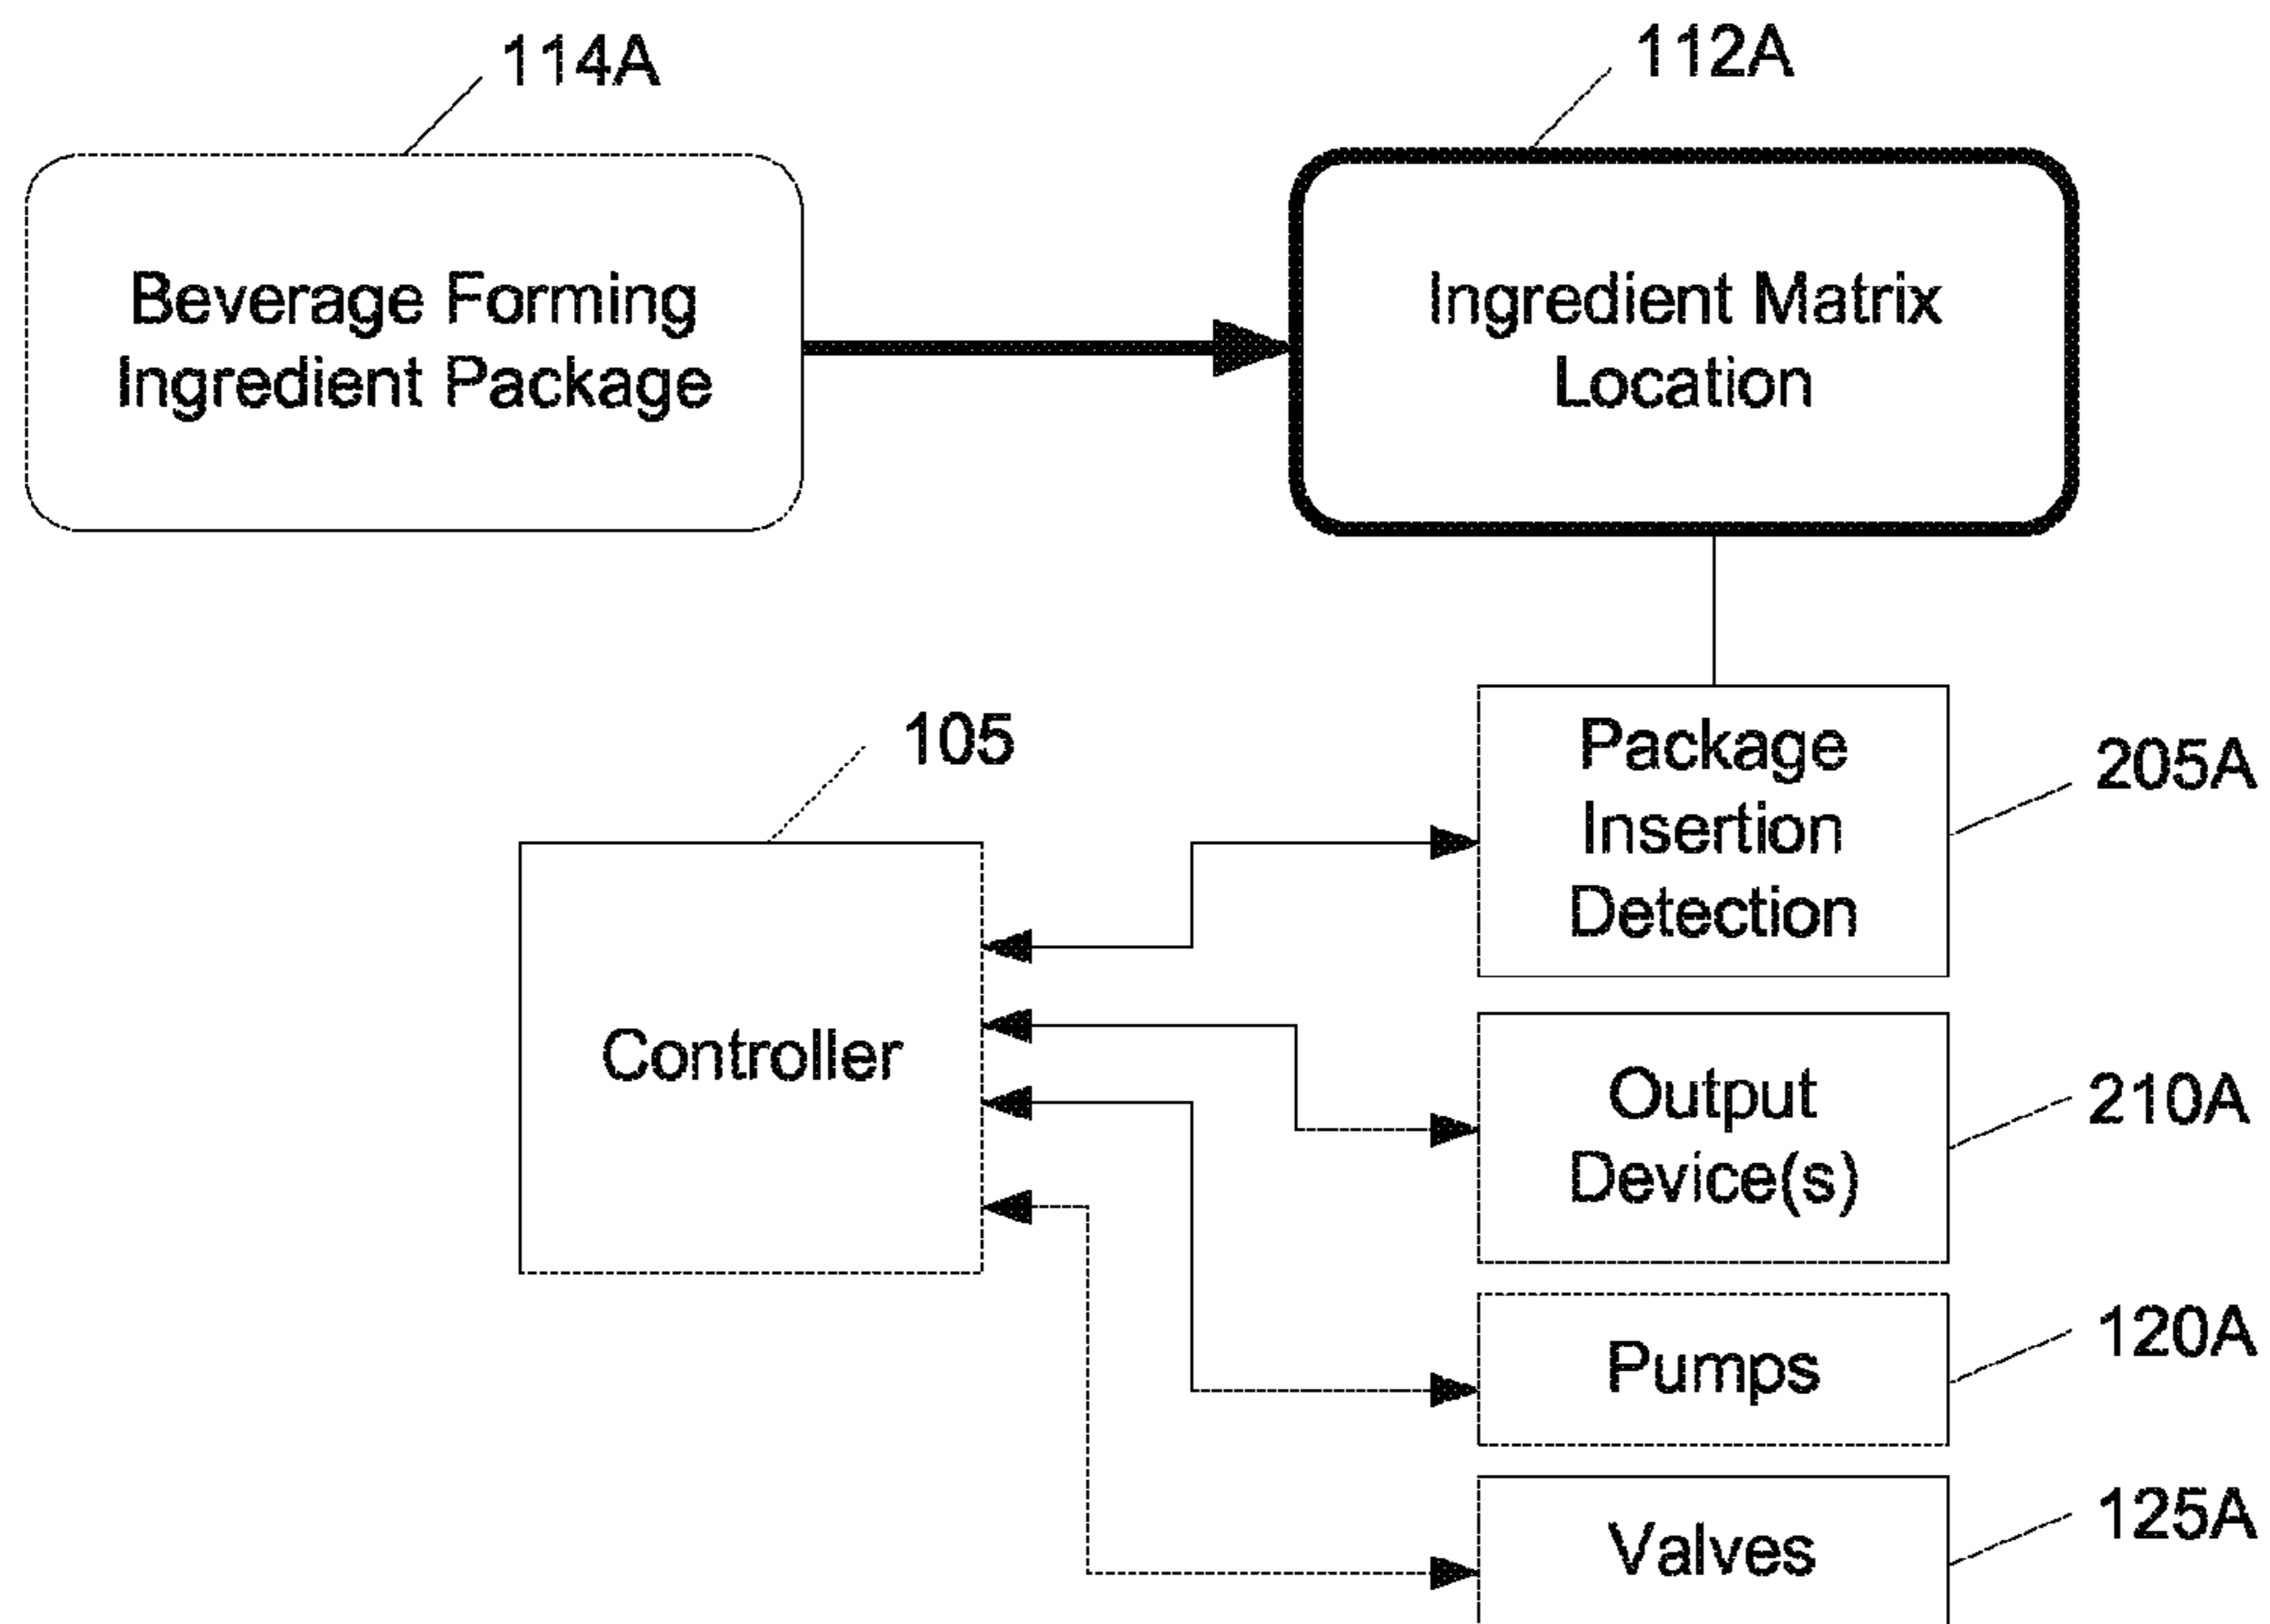 114A
112A
Beverage Forming
Ingredient Package
Ingredient Matrix
Location
105
Package
Insertion
Detection
205A
Controller
Output
Device(s)
210A
Pumps
120A
Valves
125A